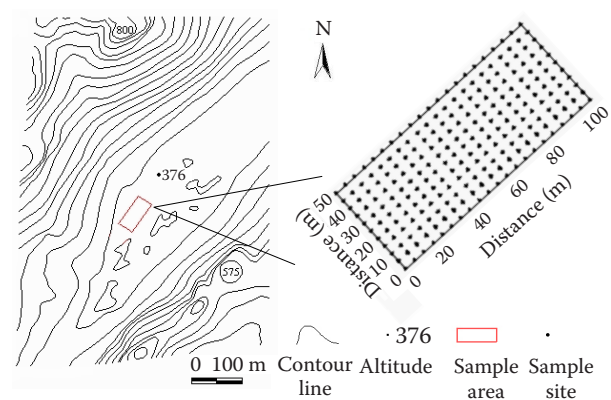 800
N
376
575
50
40
30
20
10
0
Distance (m)
0
20
40
60
80
100
Distance (m)
0 100 m
Contour line
376
Altitude
Sample area
Sample site